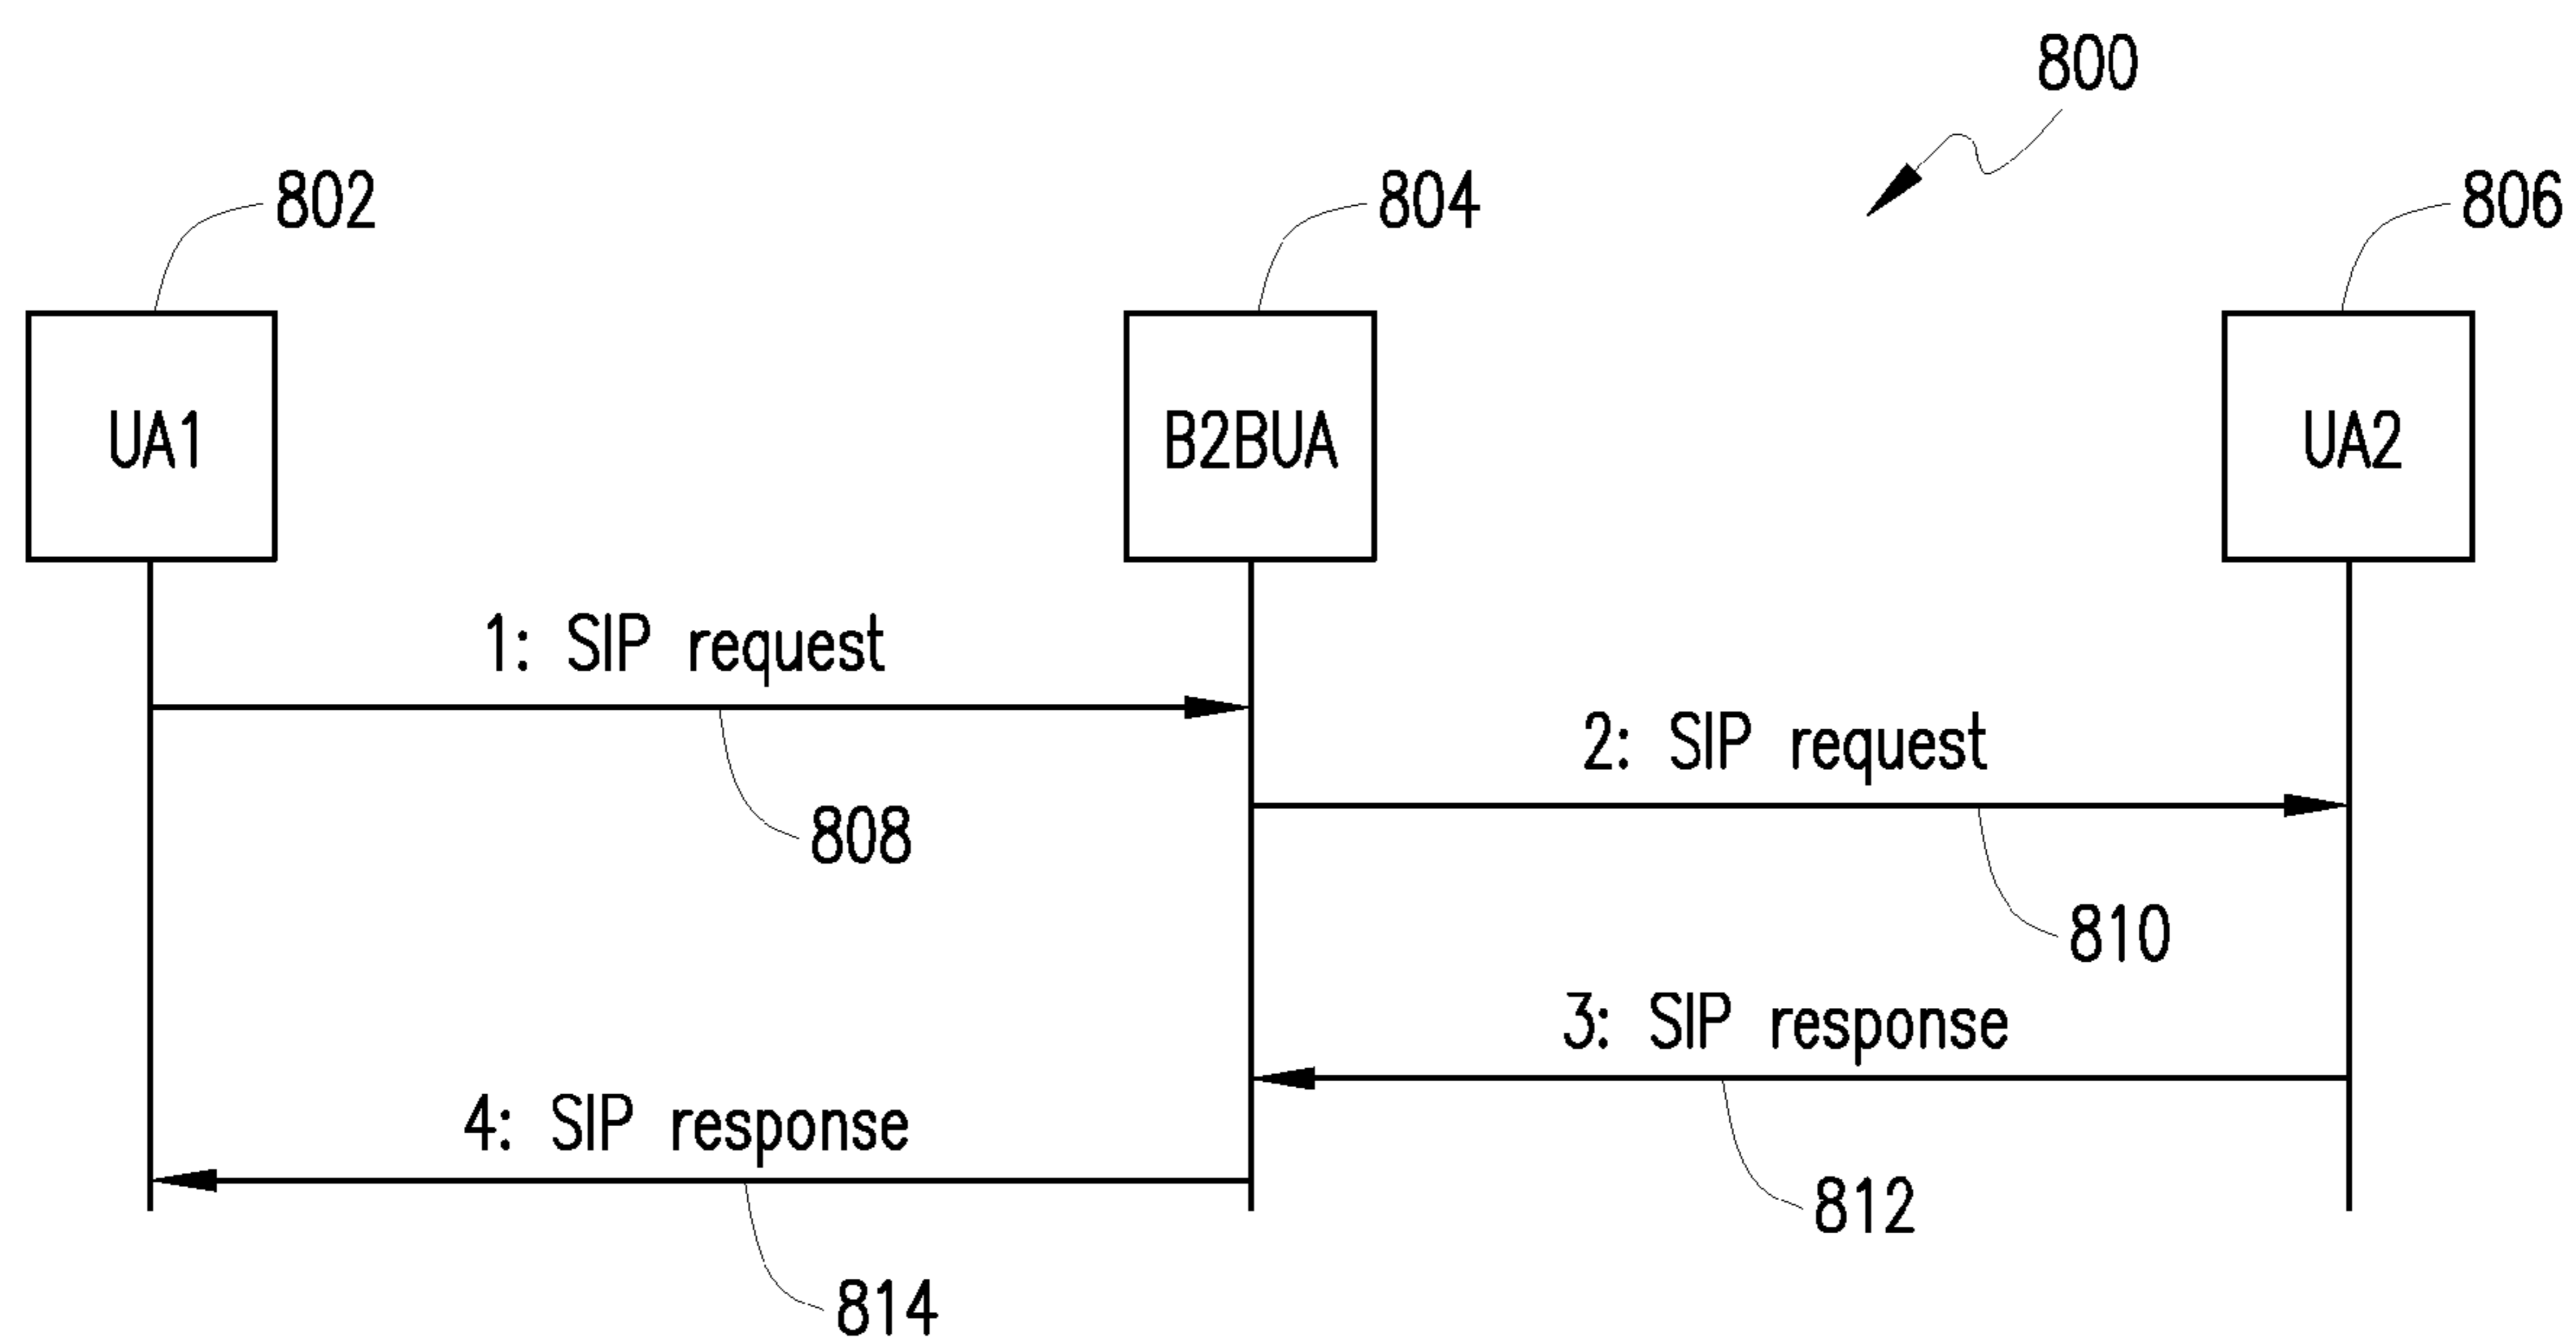 800
802
804
806
UA1
B2BUA
UA2
1: SIP request
2: SIP request
808
810
3: SIP response
4: SIP response
812
814